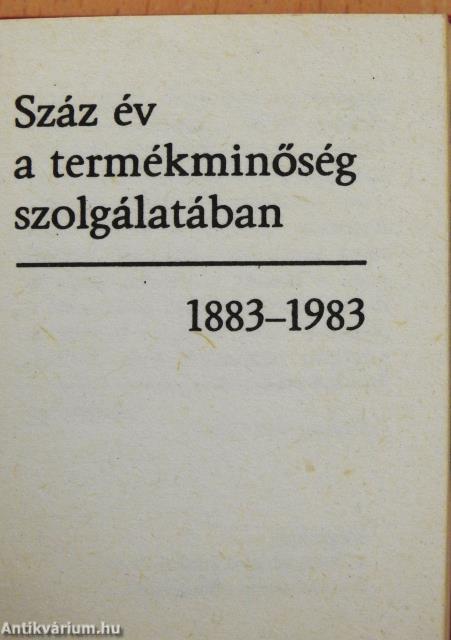 Száz év
a termékminőség
szolgálatában
1883–1983
Antikvárium.hu